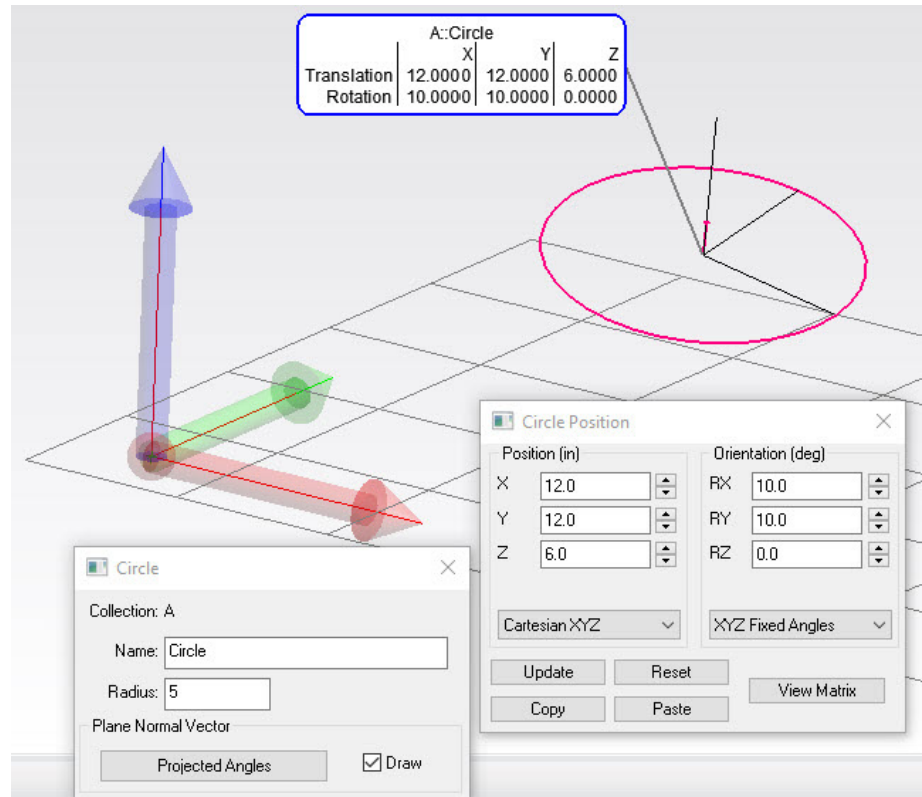 A::Circle
X Y Z
Translation 12.0000 12.0000 6.0000
Rotation 10.0000 10.0000 0.0000
Circle Position
Position (in)
X 12.0
Y 12.0
Z 6.0
Cartesian XYZ
Orientation (deg)
RX 10.0
RY 10.0
RZ 0.0
XYZ Fixed Angles
Update Reset
Copy Paste
View Matrix
Circle
Collection: A
Name: Circle
Radius: 5
Plane Normal Vector
Projected Angles Draw